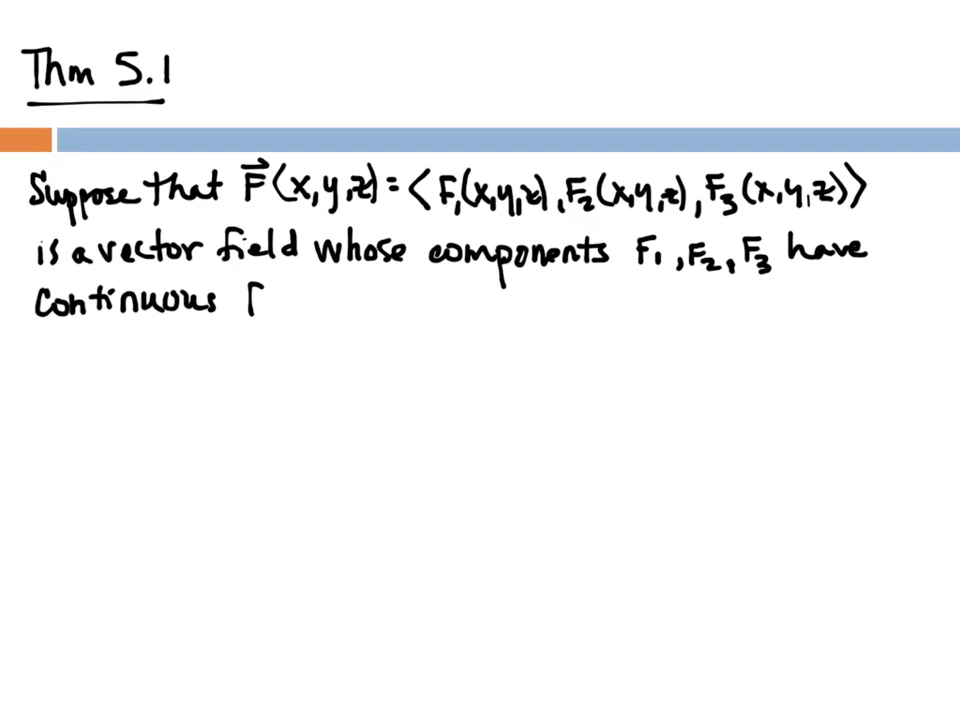 Thm 5.1
Suppose that F⃗(x,y,z)=⟨F₁(x,y,z),F₂(x,y,z),F₃(x,y,z)⟩
is a vector field whose components F₁,F₂,F₃ have
continuous